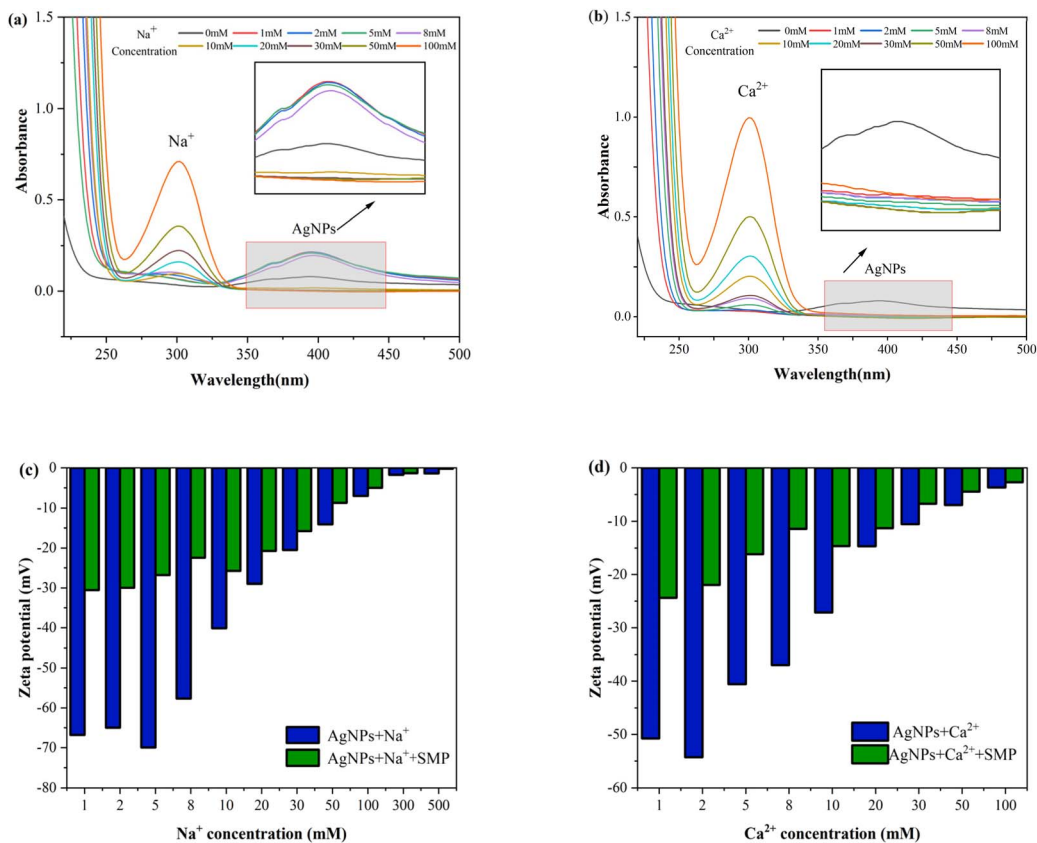 (a)
Na⁺
Concentration
0mM 1mM 2mM 5mM 8mM
10mM 20mM 30mM 50mM 100mM
1.5
1.0
0.5
0.0
Absorbance
Na⁺
AgNPs
250 300 350 400 450 500
Wavelength(nm)
(b)
Ca²⁺
Concentration
0mM 1mM 2mM 5mM 8mM
10mM 20mM 30mM 50mM 100mM
1.5
1.0
0.5
0.0
Absorbance
Ca²⁺
AgNPs
250 300 350 400 450 500
Wavelength(nm)
(c)
0
-10
-20
-30
-40
-50
-60
-70
-80
Zeta potential (mV)
AgNPs+Na⁺
AgNPs+Na⁺+SMP
1 2 5 8 10 20 30 50 100 300 500
Na⁺ concentration (mM)
(d)
0
-10
-20
-30
-40
-50
-60
Zeta potential (mV)
AgNPs+Ca²⁺
AgNPs+Ca²⁺+SMP
1 2 5 8 10 20 30 50 100
Ca²⁺ concentration (mM)